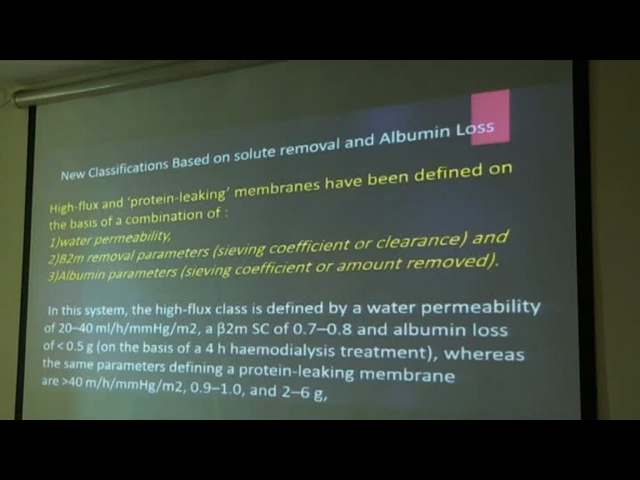 New Classifications Based on solute removal and Albumin Loss
High-flux and 'protein-leaking' membranes have been defined on
the basis of a combination of :
1)water permeability,
2)B2m removal parameters (sieving coefficient or clearance) and
3)Albumin parameters (sieving coefficient or amount removed).
In this system, the high-flux class is defined by a water permeability
of 20–40 ml/h/mmHg/m2, a β2m SC of 0.7–0.8 and albumin loss
of < 0.5 g (on the basis of a 4 h haemodialysis treatment), whereas
the same parameters defining a protein-leaking membrane
are >40 m/h/mmHg/m2, 0.9–1.0, and 2–6 g,